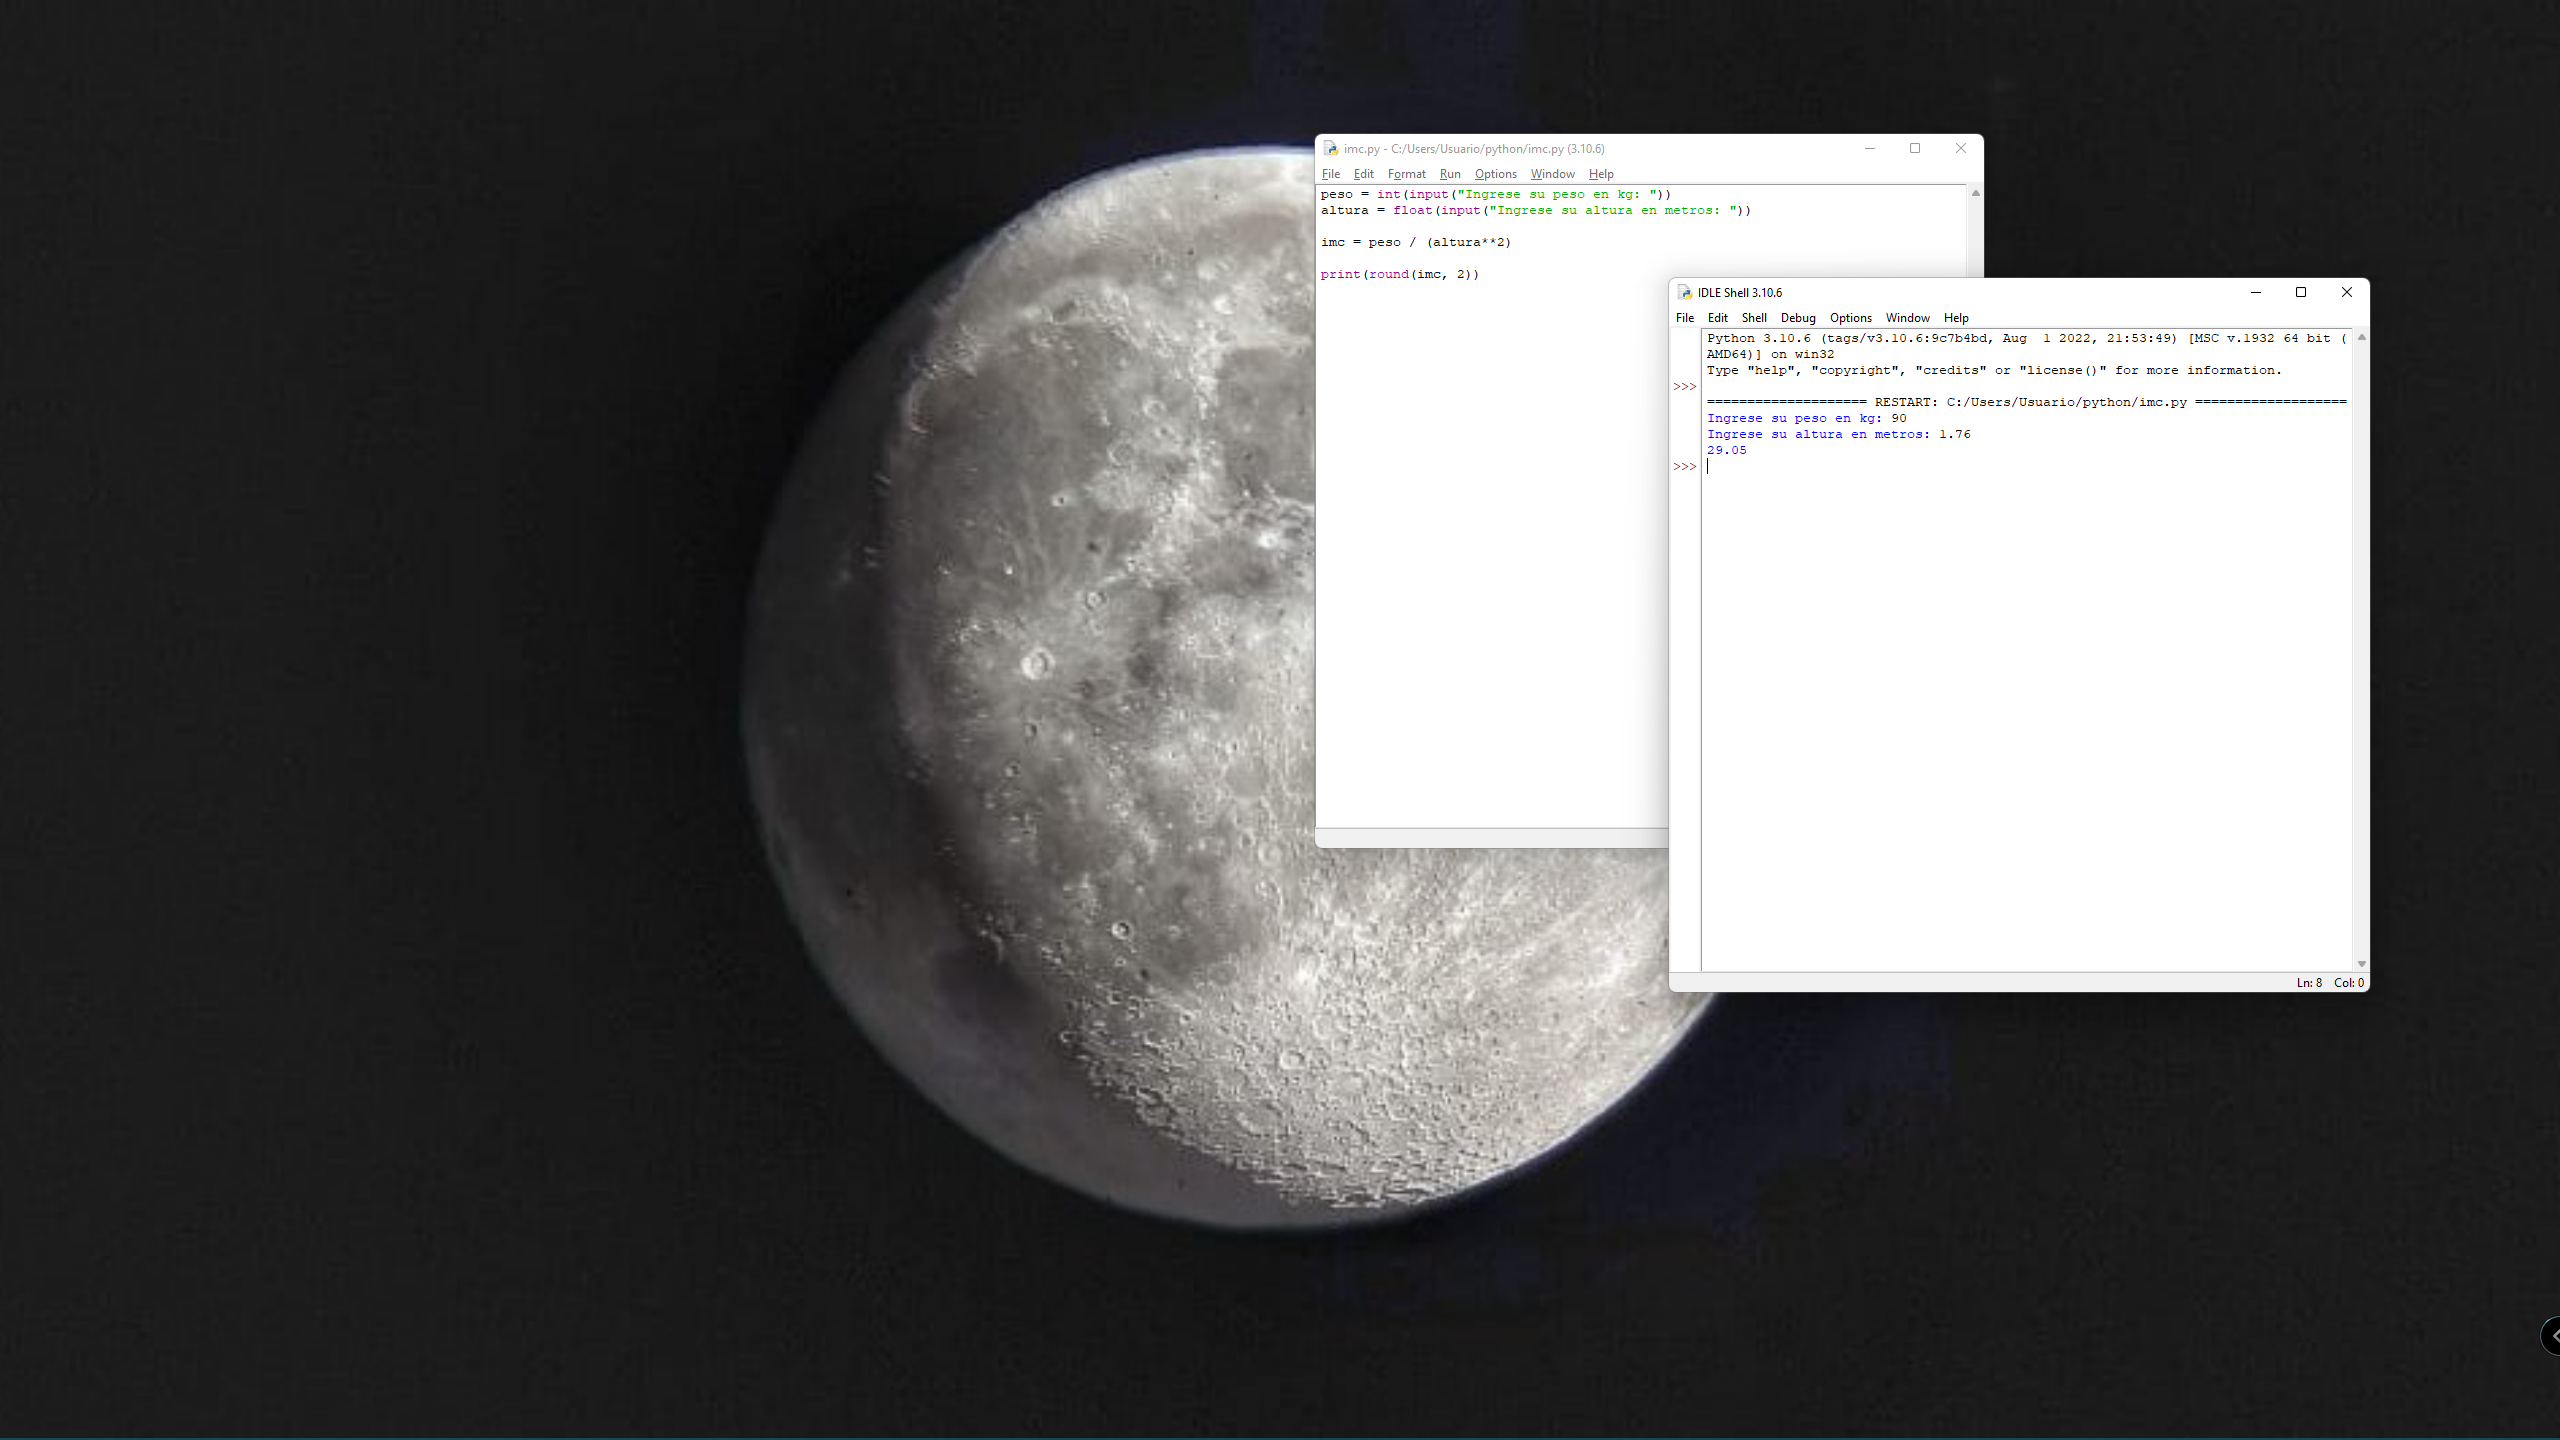 imc.py - C:/Users/Usuario/python/imc.py (3.10.6)
File Edit Format Run Options Window Help
peso = int(input("Ingrese su peso en kg: "))
altura = float(input("Ingrese su altura en metros: "))
imc = peso / (altura**2)
print(round(imc, 2))
IDLE Shell 3.10.6
File Edit Shell Debug Options Window Help
Python 3.10.6 (tags/v3.10.6:9c7b4bd, Aug  1 2022, 21:53:49) [MSC v.1932 64 bit (
AMD64)] on win32
Type "help", "copyright", "credits" or "license()" for more information.
>>>
==================== RESTART: C:/Users/Usuario/python/imc.py ===================
Ingrese su peso en kg: 90
Ingrese su altura en metros: 1.76
29.05
>>>
Ln: 8 Col: 0